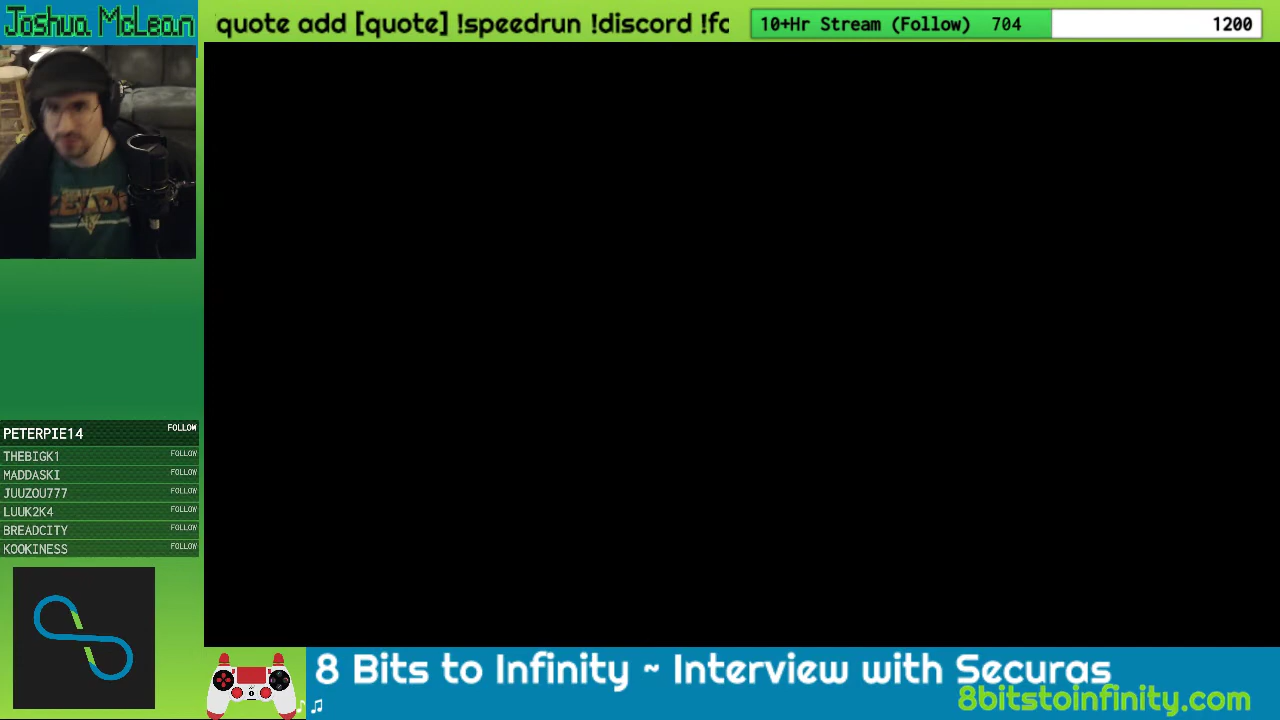 Joshua McLean
quote add [quote] !speedrun !discord !fc
10+Hr Stream (Follow) 704 1200
PETERPIE14 FOLLOW
THEBIGK1 FOLLOW
MADDASKI FOLLOW
JUUZOU777 FOLLOW
LUUK2K4 FOLLOW
BREADCITY FOLLOW
KOOKINESS FOLLOW
8 Bits to Infinity ~ Interview with Securas
8bitstoinfinity.com